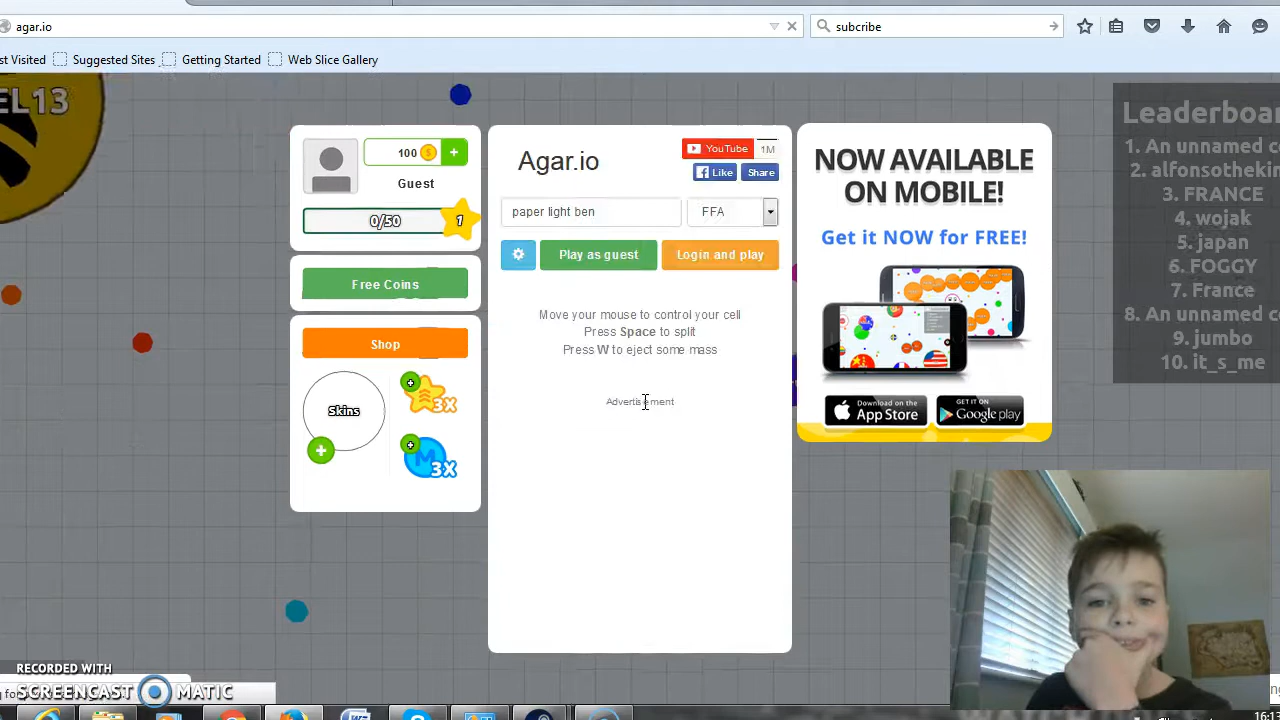 agar.io
subcribe
st Visited
Suggested Sites
Getting Started
Web Slice Gallery
EL13
100
Guest
0/50
1
Free Coins
Shop
Skins
3X
M
3X
Agar.io
YouTube
1M
Like
Share
paper light ben
FFA
Play as guest
Login and play
Move your mouse to control your cell
Press Space to split
Press W to eject some mass
Advertisement
NOW AVAILABLE
ON MOBILE!
Get it NOW for FREE!
Download on the
App Store
GET IT ON
Google play
Leaderboar
1. An unnamed ce
2. alfonsothekin
3. FRANCE
4. wojak
5. japan
6. FOGGY
7. France
8. An unnamed ce
9. jumbo
10. it_s_me
RECORDED WITH
SCREENCAST MATIC